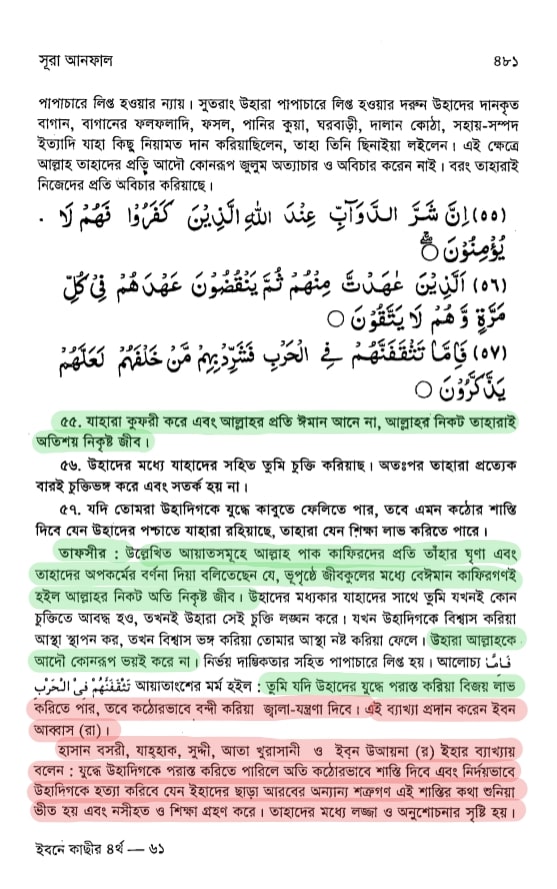 সূরা আনফাল ৪৮১
পাপাচারে লিপ্ত হওয়ার ন্যায়। সুতরাং উহারা পাপাচারে লিপ্ত হওয়ার দরুন উহাদের দানকৃত
বাগান, বাগানের ফলফলাদি, ফসল, পানির কুয়া, ঘরবাড়ী, দালান কোঠা, সহায়-সম্পদ
ইত্যাদি যাহা কিছু নিয়ামত দান করিয়াছিলেন, তাহা তিনি ছিনাইয়া লইলেন। এই ক্ষেত্রে
আল্লাহ তাহাদের প্রতি আদৌ কোনরূপ জুলুম অত্যাচার ও অবিচার করেন নাই। বরং তাহারাই
নিজেদের প্রতি অবিচার করিয়াছে।
(٥٥) اِنَّ شَرَّ الدَّوَآبِّ عِنْدَ اللهِ الَّذِيْنَ كَفَرُوْا فَهُمْ لَا
يُؤْمِنُوْنَ ○
(٥٦) اَلَّذِيْنَ عٰهَدْتَّ مِنْهُمْ ثُمَّ يَنْقُضُوْنَ عَهْدَهُمْ فِيْ كُلِّ
مَرَّةٍ وَّهُمْ لَا يَتَّقُوْنَ ○
(٥٧) فَاِمَّا تَثْقَفَنَّهُمْ فِي الْحَرْبِ فَشَرِّدْ بِهِمْ مَّنْ خَلْفَهُمْ لَعَلَّهُمْ
يَذَّكَّرُوْنَ ○
৫৫. যাহারা কুফরী করে এবং আল্লাহর প্রতি ঈমান আনে না, আল্লাহর নিকট তাহারাই
অতিশয় নিকৃষ্ট জীব।
৫৬. উহাদের মধ্যে যাহাদের সহিত তুমি চুক্তি করিয়াছ। অতঃপর তাহারা প্রত্যেক
বারই চুক্তিভঙ্গ করে এবং সতর্ক হয় না।
৫৭. যদি তোমরা উহাদিগকে যুদ্ধে কাবুতে ফেলিতে পার, তবে এমন কঠোর শাস্তি
দিবে যেন উহাদের পশ্চাতে যাহারা রহিয়াছে, তাহারা যেন শিক্ষা লাভ করিতে পারে।
তাফসীর : উল্লেখিত আয়াতসমূহে আল্লাহ পাক কাফিরদের প্রতি তাঁহার ঘৃণা এবং
তাহাদের অপকর্মের বর্ণনা দিয়া বলিতেছেন যে, ভূপৃষ্ঠে জীবকুলের মধ্যে বেঈমান কাফিরগণই
হইল আল্লাহর নিকট অতি নিকৃষ্ট জীব। উহাদের মধ্যকার যাহাদের সাথে তুমি যখনই কোন
চুক্তিতে আবদ্ধ হও, তখনই উহারা সেই চুক্তি লজ্ঘন করে। যখন উহাদিগকে বিশ্বাস করিয়া
আস্থা স্থাপন কর, তখন বিশ্বাস ভঙ্গ করিয়া তোমার আস্থা নষ্ট করিয়া ফেলে। উহারা আল্লাহকে
আদৌ কোনরূপ ভয়ই করে না। নির্ভয় দাম্ভিকতার সহিত পাপাচারে লিপ্ত হয়। আলোচ্য فَاِمَّا
تَثْقَفَنَّهُمْ فِى الْحَرْبِ আয়াতাংশের মর্ম হইল : তুমি যদি উহাদের যুদ্ধে পরাস্ত করিয়া বিজয় লাভ
করিতে পার, তবে কঠোরভাবে বন্দী করিয়া জ্বালা-যন্ত্রণা দিবে। এই ব্যাখ্যা প্রদান করেন ইবন
আব্বাস (রা)।
হাসান বসরী, যাহ্হাক, সুদ্দী, আতা খুরাসানী ও ইব্‌ন উআয়না (র) ইহার ব্যাখ্যায়
বলেন : যুদ্ধে উহাদিগকে পরাস্ত করিতে পারিলে অতি কঠোরভাবে শাস্তি দিবে এবং নির্দয়ভাবে
উহাদিগকে হত্যা করিবে যেন ইহাদের ছাড়া আরবের অন্যান্য শত্রুগণ এই শাস্তির কথা শুনিয়া
ভীত হয় এবং নসীহত ও শিক্ষা গ্রহণ করে। তাহাদের মধ্যে লজ্জা ও অনুশোচনার সৃষ্টি হয়।
ইবনে কাছীর ৪র্থ — ৬১